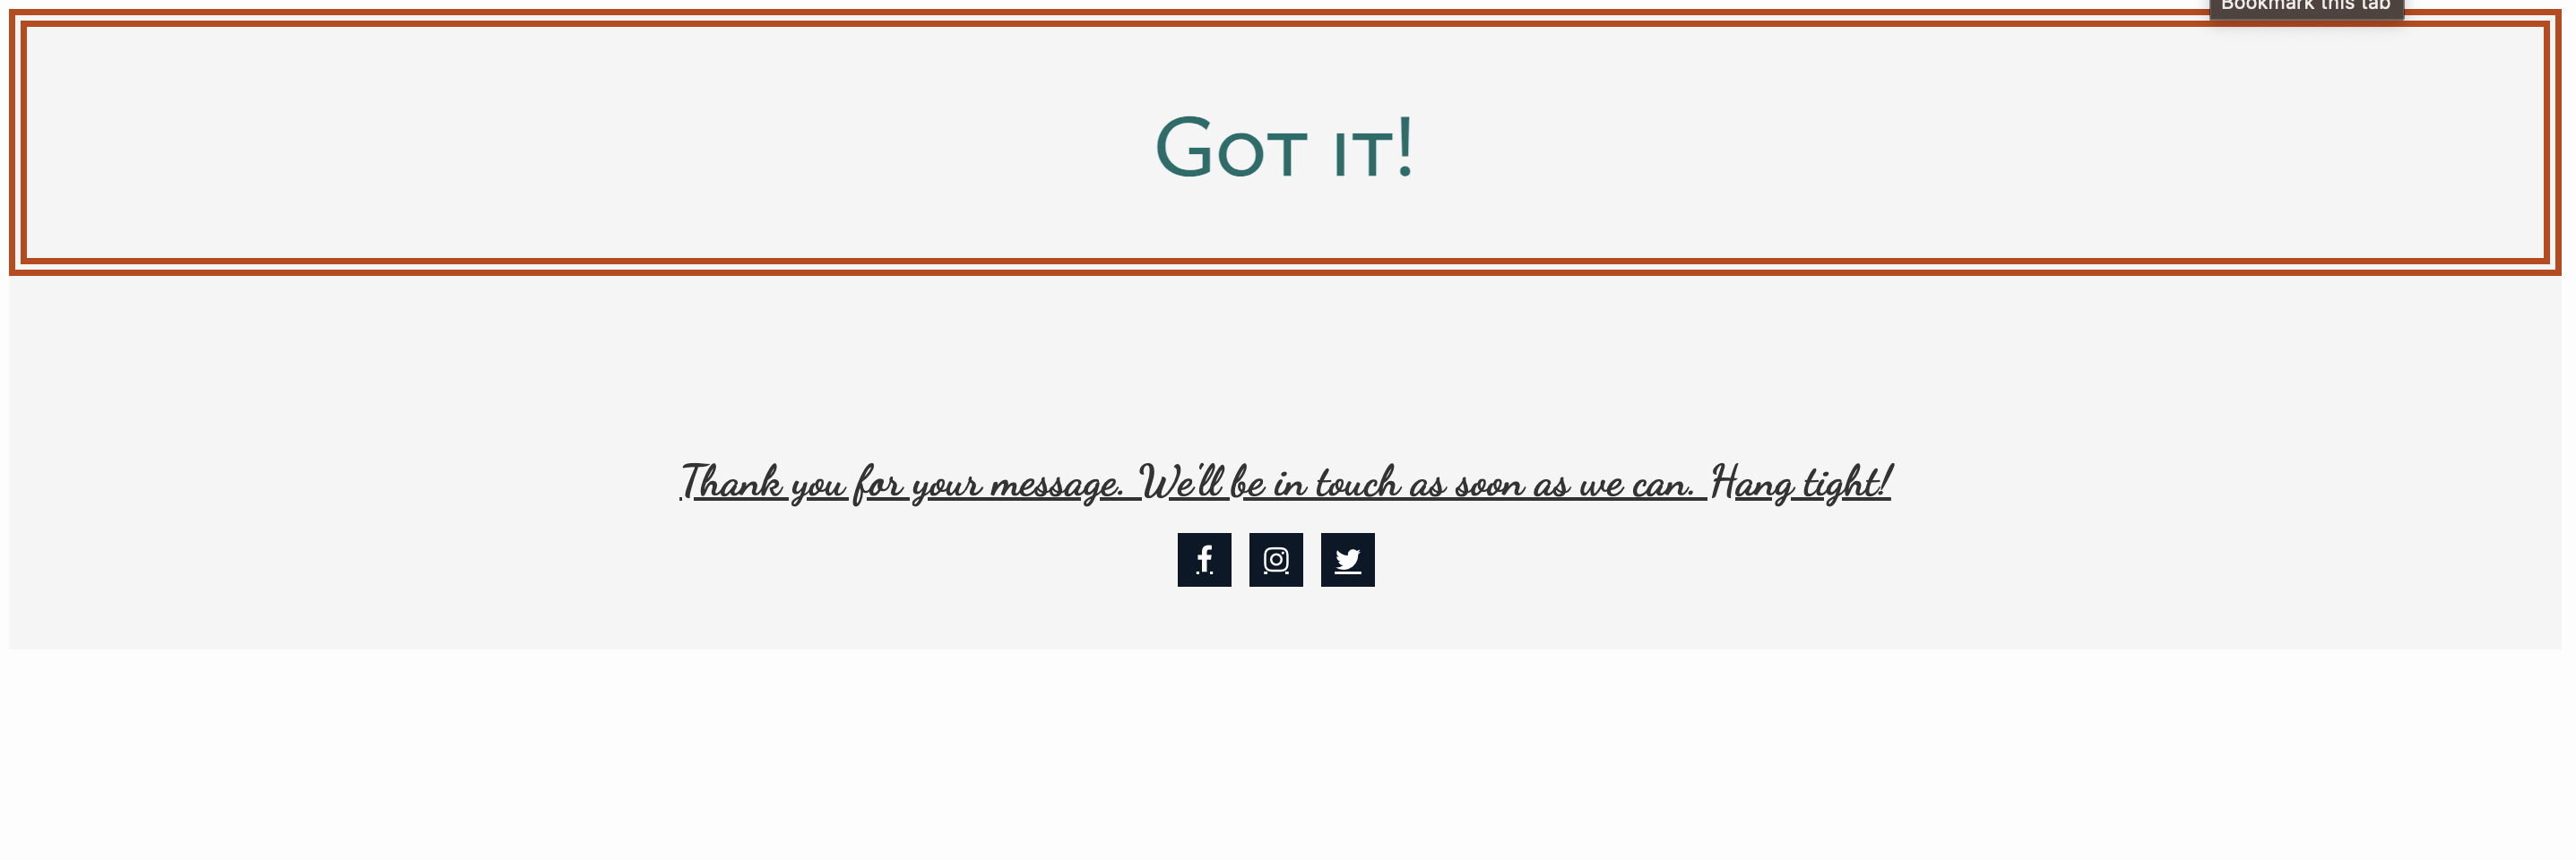 Bookmark this tab
Got it!
Thank you for your message. We'll be in touch as soon as we can. Hang tight!